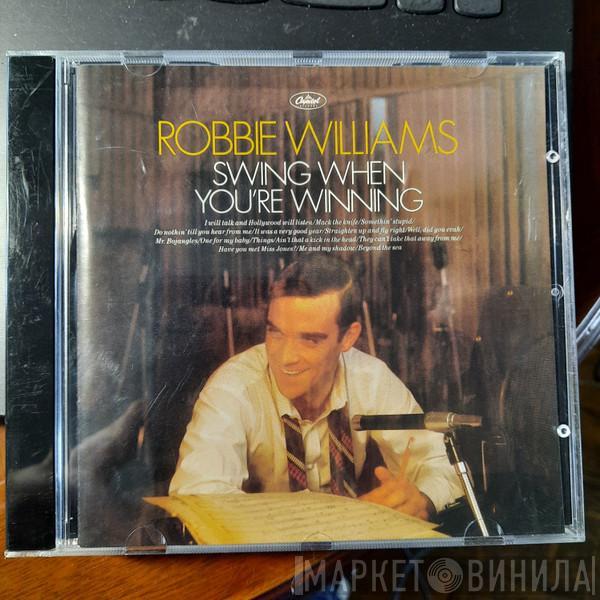 Capitol
ROBBIE WILLIAMS
SWING WHEN
YOU'RE WINNING
I will talk and Hollywood will listen/Mack the knife/Somethin' stupid/
Do nothin' till you hear from me/It was a very good year/Straighten up and fly right/Well, did you evah/
Mr. Bojangles/One for my baby/Things/Ain't that a kick in the head/They can't take that away from me/
Have you met Miss Jones?/Me and my shadow/Beyond the sea
МАРКЕТ ВИНИЛА